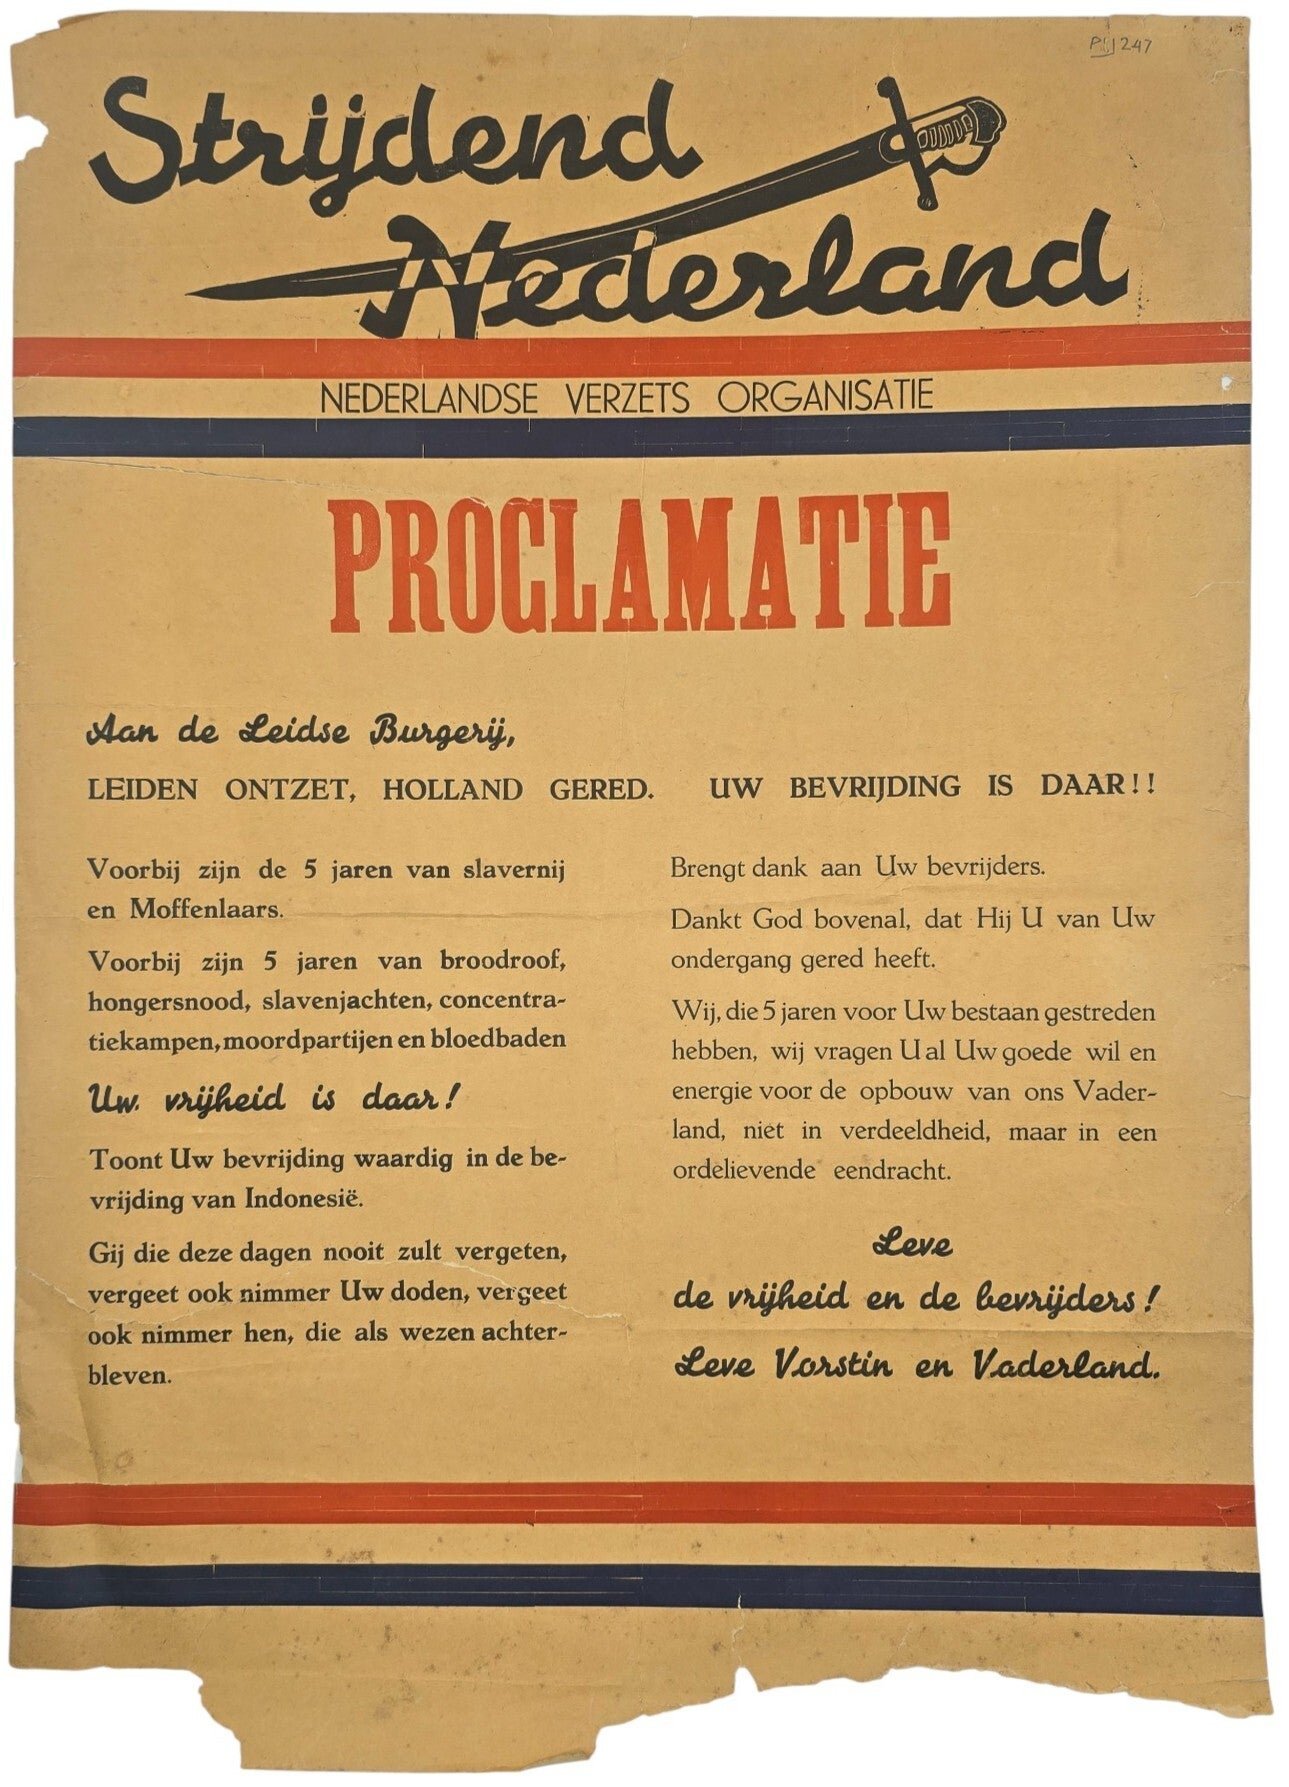 PU 247
Strijdend
Nederland
NEDERLANDSE VERZETS ORGANISATIE
PROCLAMATIE
Aan de Leidse Burgerij,
LEIDEN ONTZET, HOLLAND GERED. UW BEVRIJDING IS DAAR!!
Voorbij zijn de 5 jaren van slavernij
en Moffenlaars.
Voorbij zijn 5 jaren van broodroof,
hongersnood, slavenjachten, concentra-
tiekampen, moordpartijen en bloedbaden
Uw. vrijheid is daar!
Toont Uw bevrijding waardig in de be-
vrijding van Indonesië.
Gij die deze dagen nooit zult vergeten,
vergeet ook nimmer Uw doden, vergeet
ook nimmer hen, die als wezen achter-
bleven.
Brengt dank aan Uw bevrijders.
Dankt God bovenal, dat Hij U van Uw
ondergang gered heeft.
Wij, die 5 jaren voor Uw bestaan gestreden
hebben, wij vragen U al Uw goede wil en
energie voor de opbouw van ons Vader-
land, niet in verdeeldheid, maar in een
ordelievende eendracht.
Leve
de vrijheid en de bevrijders!
Leve Vorstin en Vaderland.